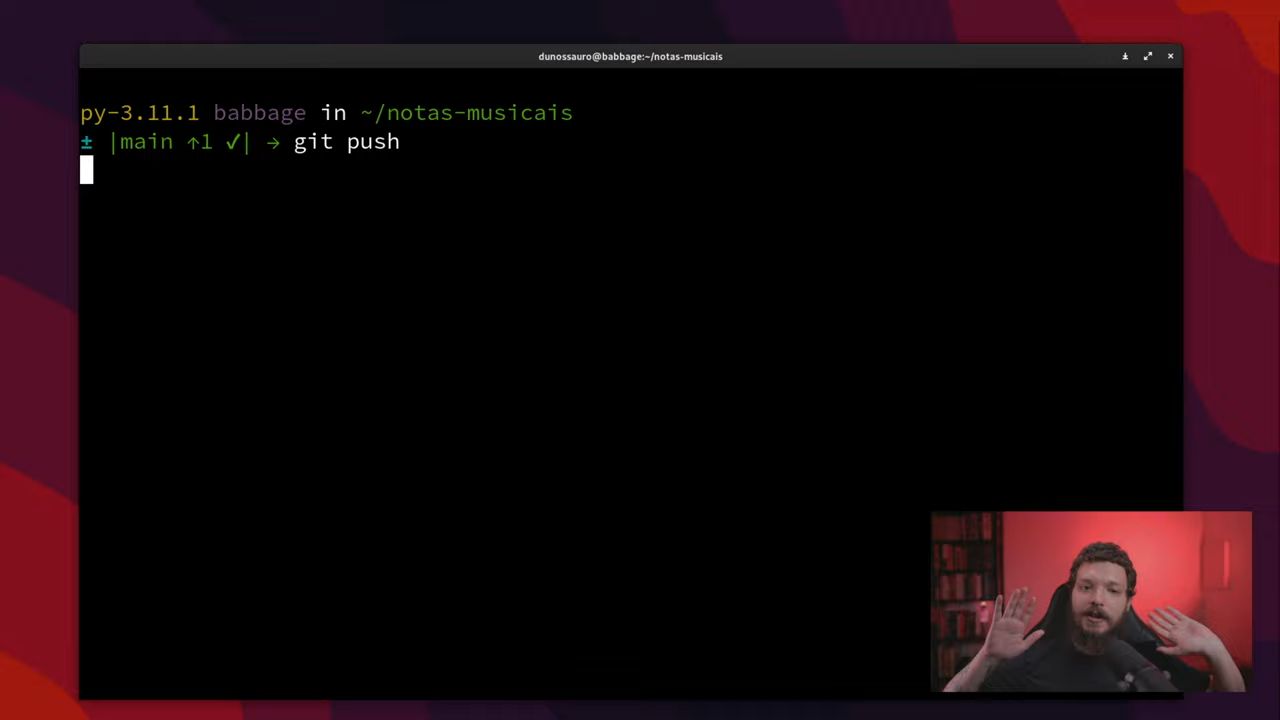 dunossauro@babbage:~/notas-musicais
py-3.11.1 babbage in ~/notas-musicais
± |main ↑1 ✓| → git push